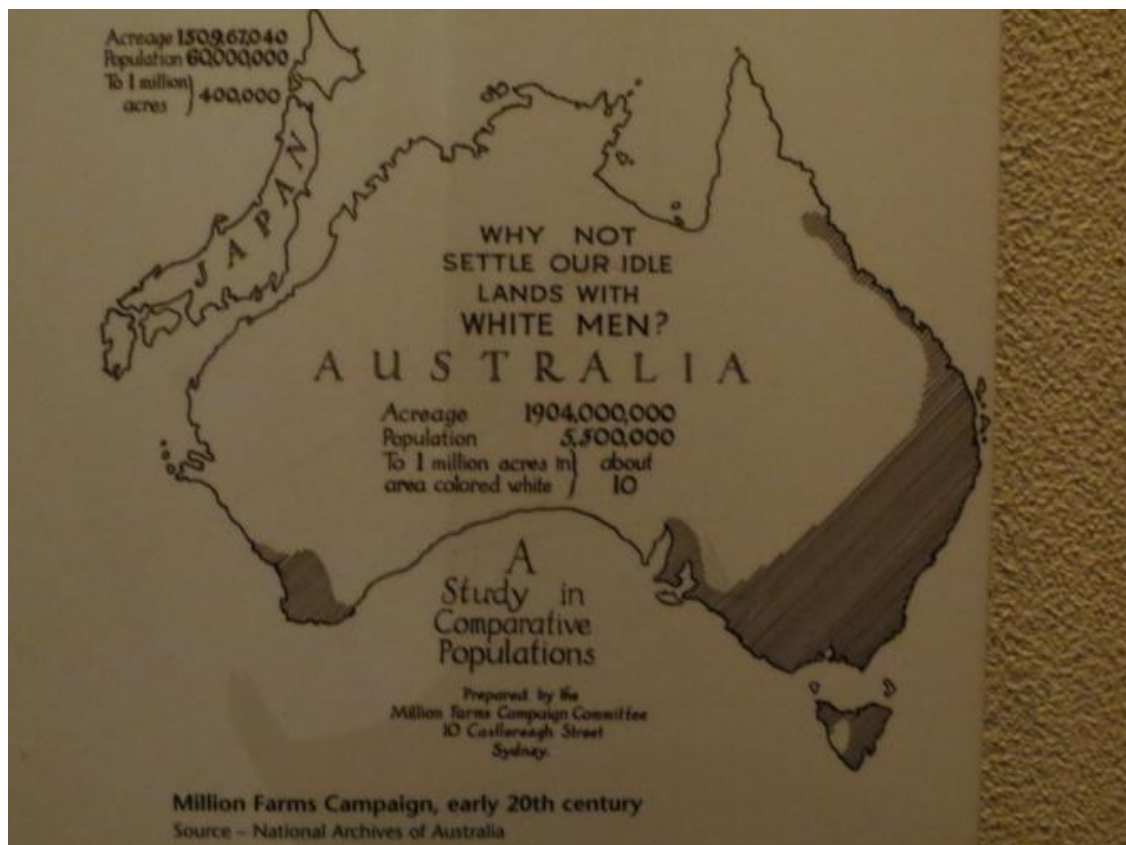 Acreage 150,967,040
Population 60,000,000
To 1 million acres } 400,000
JAPAN
WHY NOT
SETTLE OUR IDLE
LANDS WITH
WHITE MEN?
AUSTRALIA
Acreage 1904,000,000
Population 5,500,000
To 1 million acres in area colored white } about 10
A
Study in
Comparative
Populations
Prepared by the
Million Farms Campaign Committee
10 Castlereagh Street
Sydney.
Million Farms Campaign, early 20th century
Source – National Archives of Australia